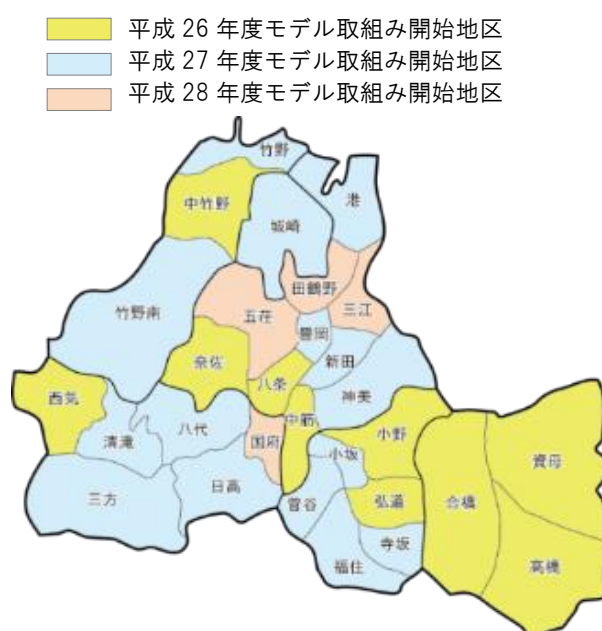 平成 26 年度モデル取組み開始地区
平成 27 年度モデル取組み開始地区
平成 28 年度モデル取組み開始地区
竹野
中竹野
港
城崎
田鶴野
三江
竹野南
五荘
豊岡
新田
奈佐
八条
神美
西気
中筋
小野
八代
清滝
国府
小坂
資母
三方
日高
菅谷
弘道
合橋
寺坂
福住
高橋